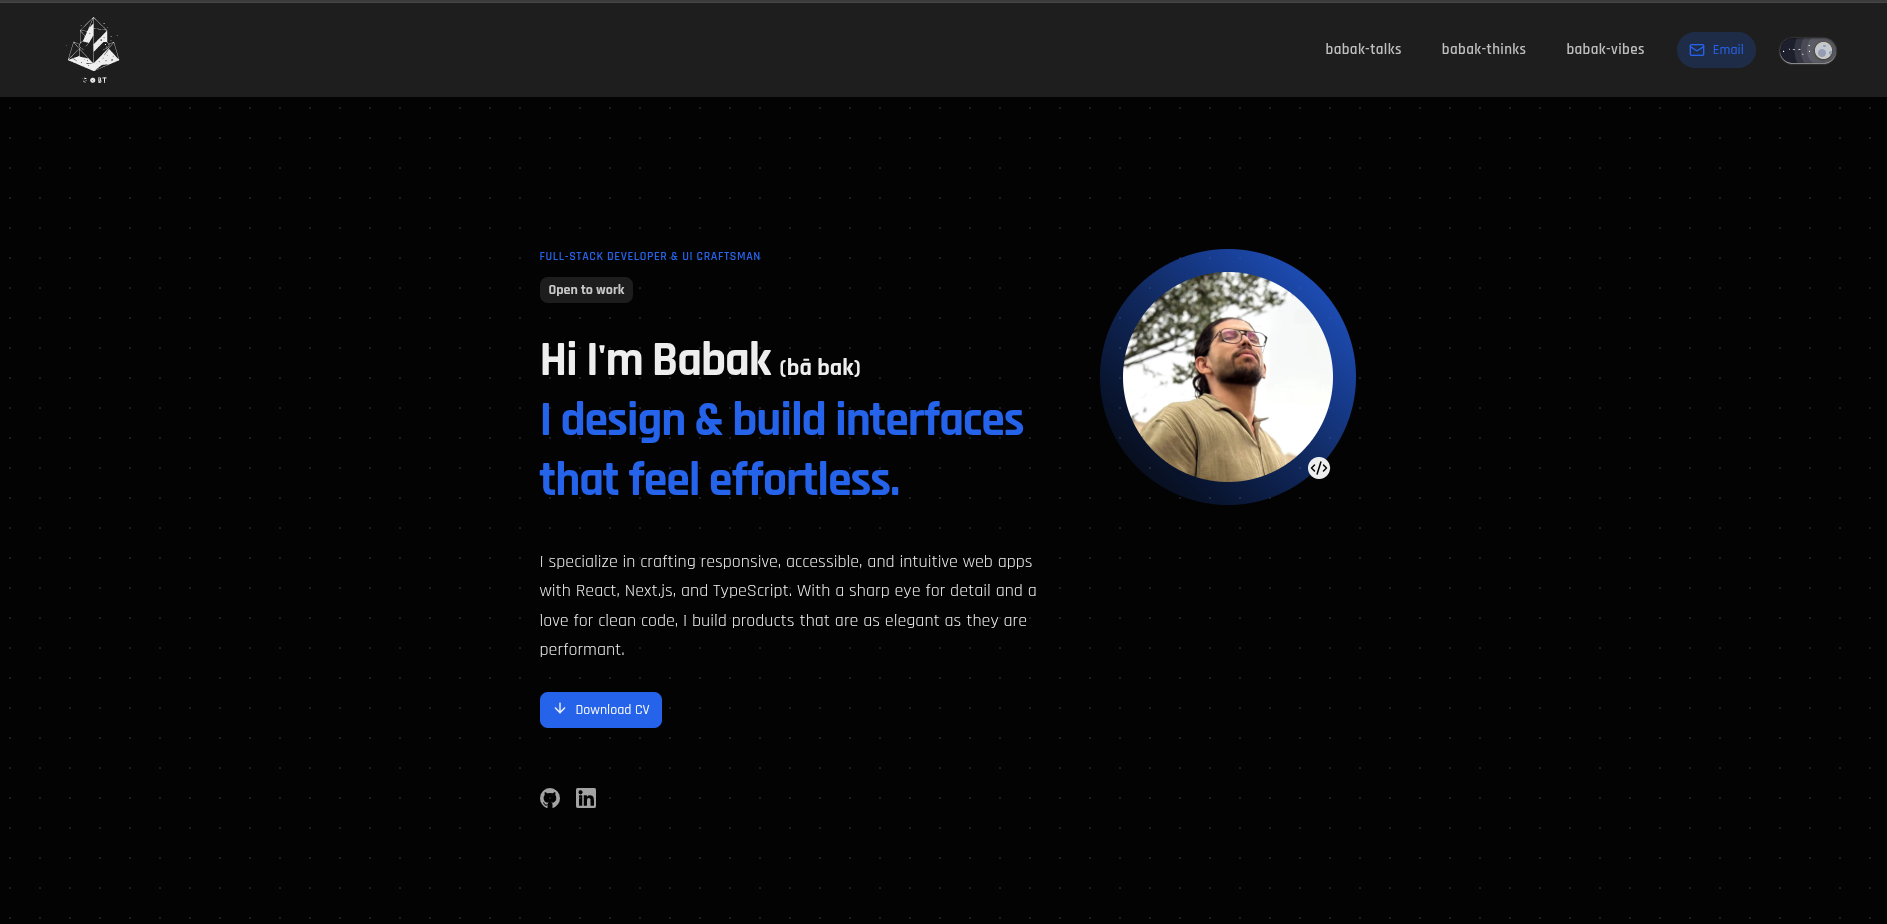 babak-talks
babak-thinks
babak-vibes
Email
FULL-STACK DEVELOPER & UI CRAFTSMAN
Open to work
Hi I'm Babak (bā bak)
I design & build interfaces
that feel effortless.
I specialize in crafting responsive, accessible, and intuitive web apps
with React, Next.js, and TypeScript. With a sharp eye for detail and a
love for clean code, I build products that are as elegant as they are
performant.
Download CV